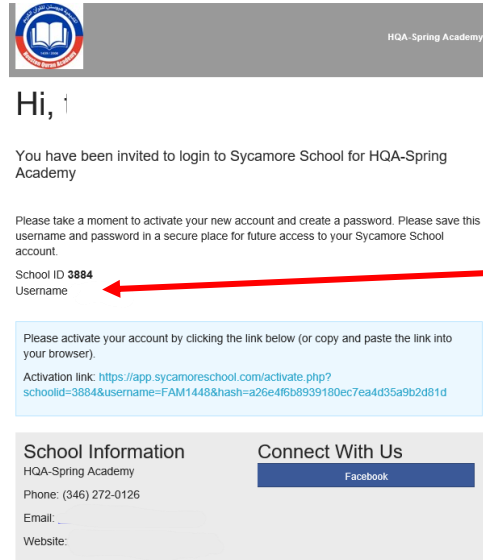 HQA-Spring Academy
Hi,
You have been invited to login to Sycamore School for HQA-Spring
Academy
Please take a moment to activate your new account and create a password. Please save this
username and password in a secure place for future access to your Sycamore School
account.
School ID 3884
Username
Please activate your account by clicking the link below (or copy and paste the link into
your browser).
Activation link: https://app.sycamoreschool.com/activate.php?
schoolid=3884&username=FAM1448&hash=a26e4f6b8939180ec7ea4d35a9b2d81d
School Information
HQA-Spring Academy
Phone: (346) 272-0126
Email:
Website:
Connect With Us
Facebook